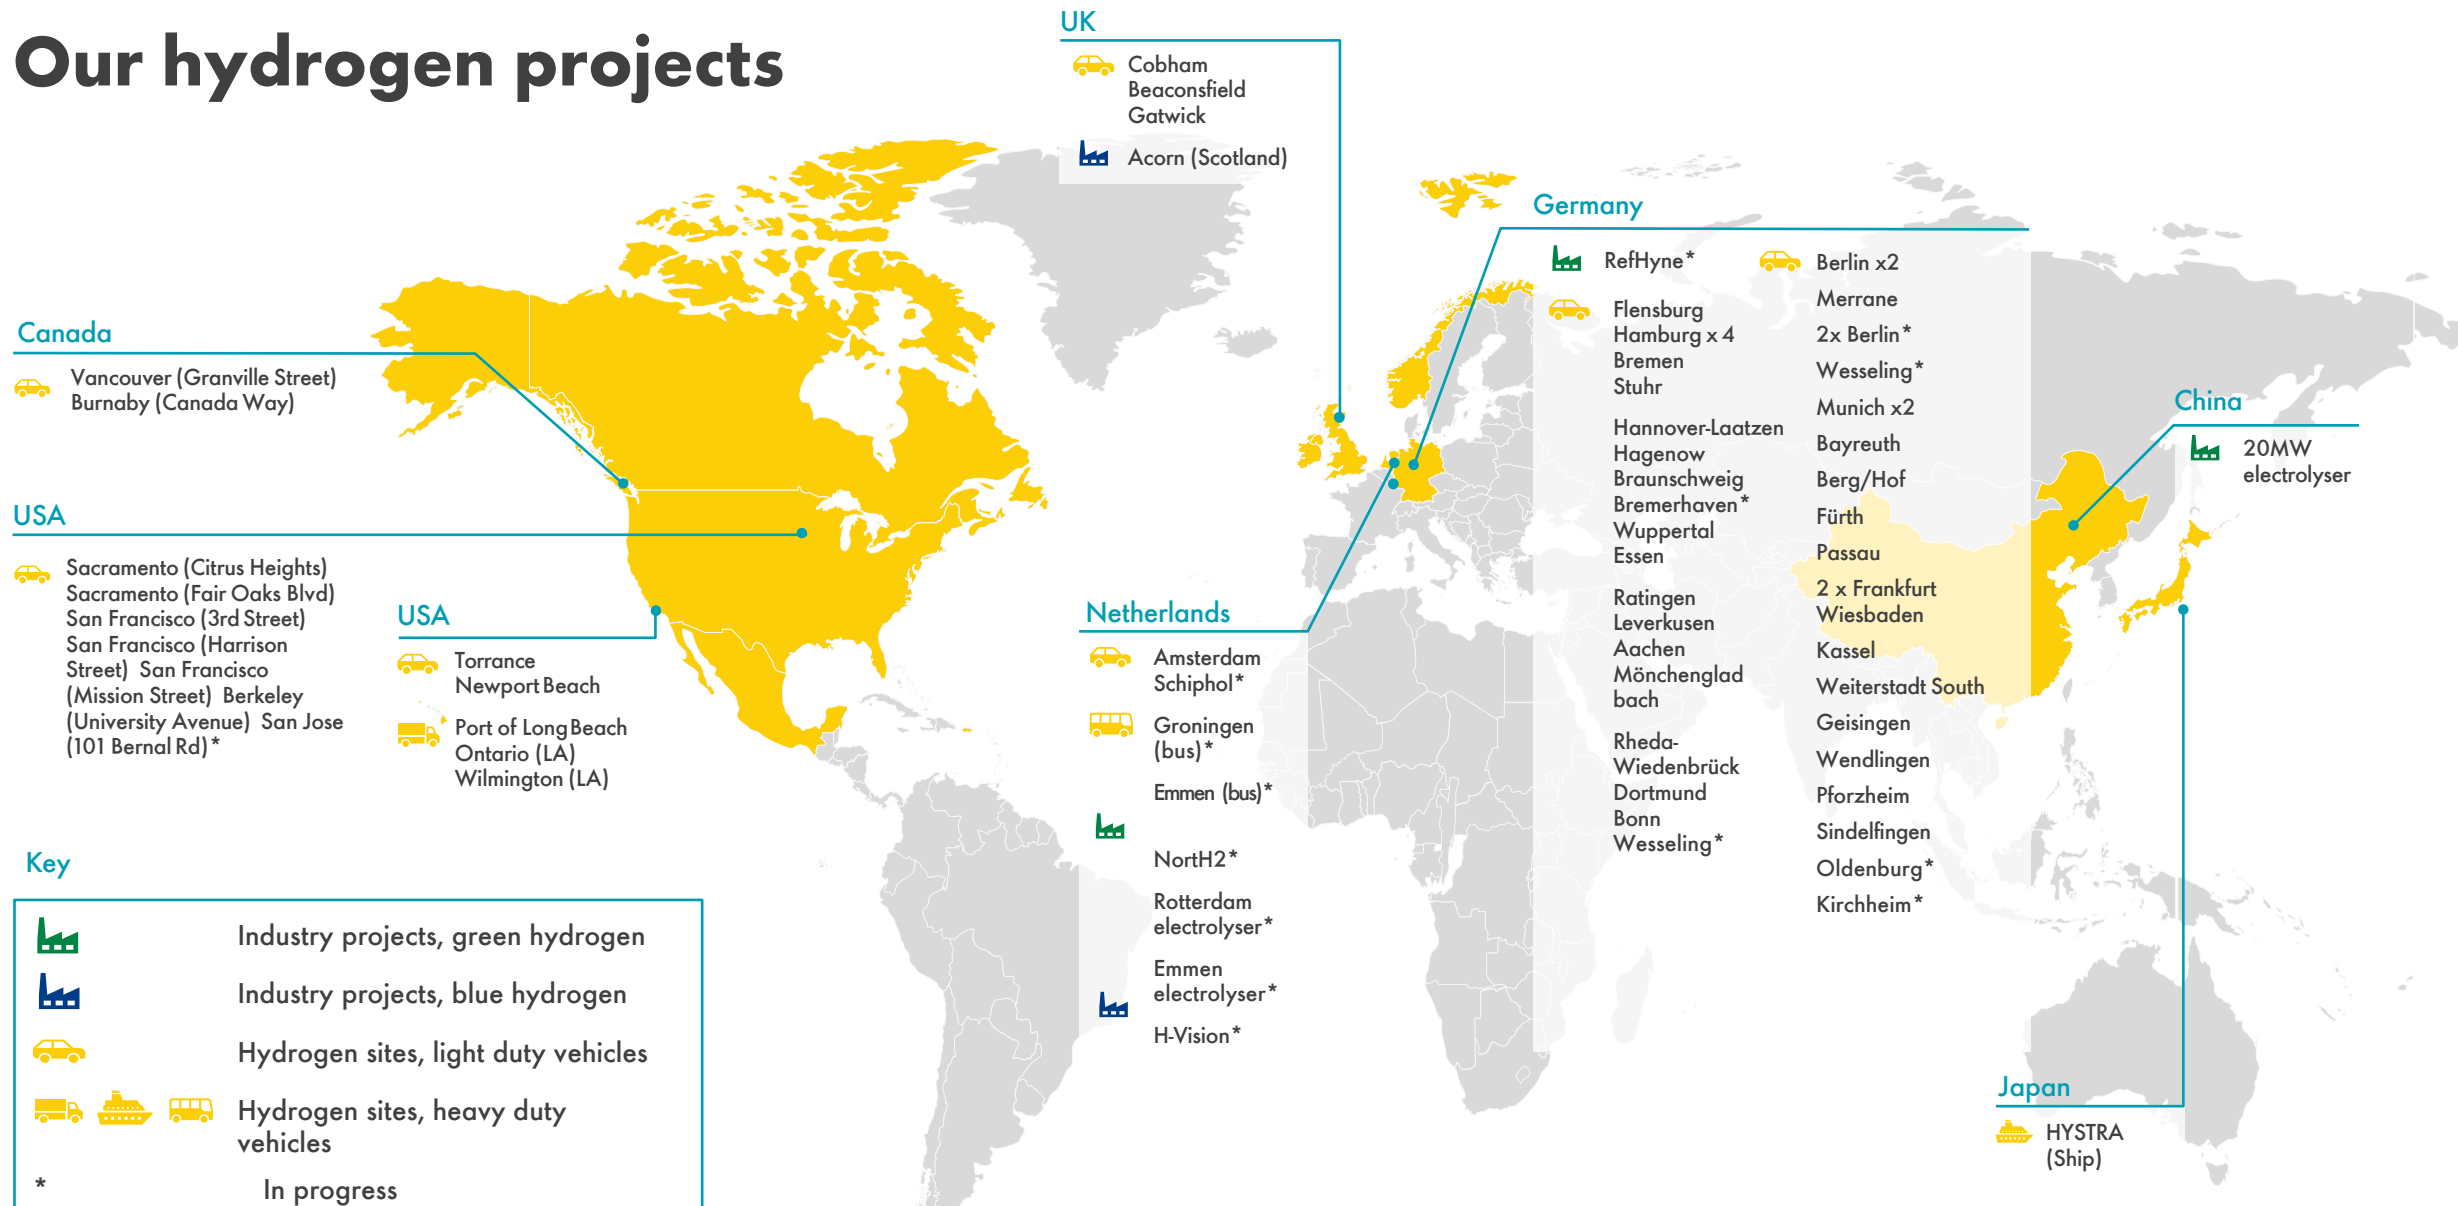 Our hydrogen projects
UK
Cobham
Beaconsfield
Gatwick
Acorn (Scotland)
Germany
RefHyne*
Flensburg
Hamburg x 4
Bremen
Stuhr
Hannover-Laatzen
Hagenow
Braunschweig
Bremerhaven*
Wuppertal
Essen
Ratingen
Leverkusen
Aachen
Mönchenglad
bach
Rheda-
Wiedenbrück
Dortmund
Bonn
Wesseling*
Berlin x2
Merrane
2x Berlin*
Wesseling*
Munich x2
Bayreuth
Berg/Hof
Fürth
Passau
2 x Frankfurt
Wiesbaden
Kassel
Weiterstadt South
Geisingen
Wendlingen
Pforzheim
Sindelfingen
Oldenburg*
Kirchheim*
Canada
Vancouver (Granville Street)
Burnaby (Canada Way)
China
20MW
electrolyser
USA
Sacramento (Citrus Heights)
Sacramento (Fair Oaks Blvd)
San Francisco (3rd Street)
San Francisco (Harrison
Street) San Francisco
(Mission Street) Berkeley
(University Avenue) San Jose
(101 Bernal Rd)*
USA
Torrance
Newport Beach
Port of Long Beach
Ontario (LA)
Wilmington (LA)
Netherlands
Amsterdam
Schiphol*
Groningen
(bus)*
Emmen (bus)*
NortH2*
Rotterdam
electrolyser*
Emmen
electrolyser*
H-Vision*
Key
Industry projects, green hydrogen
Industry projects, blue hydrogen
Hydrogen sites, light duty vehicles
Hydrogen sites, heavy duty
vehicles
* In progress
Japan
HYSTRA
(Ship)